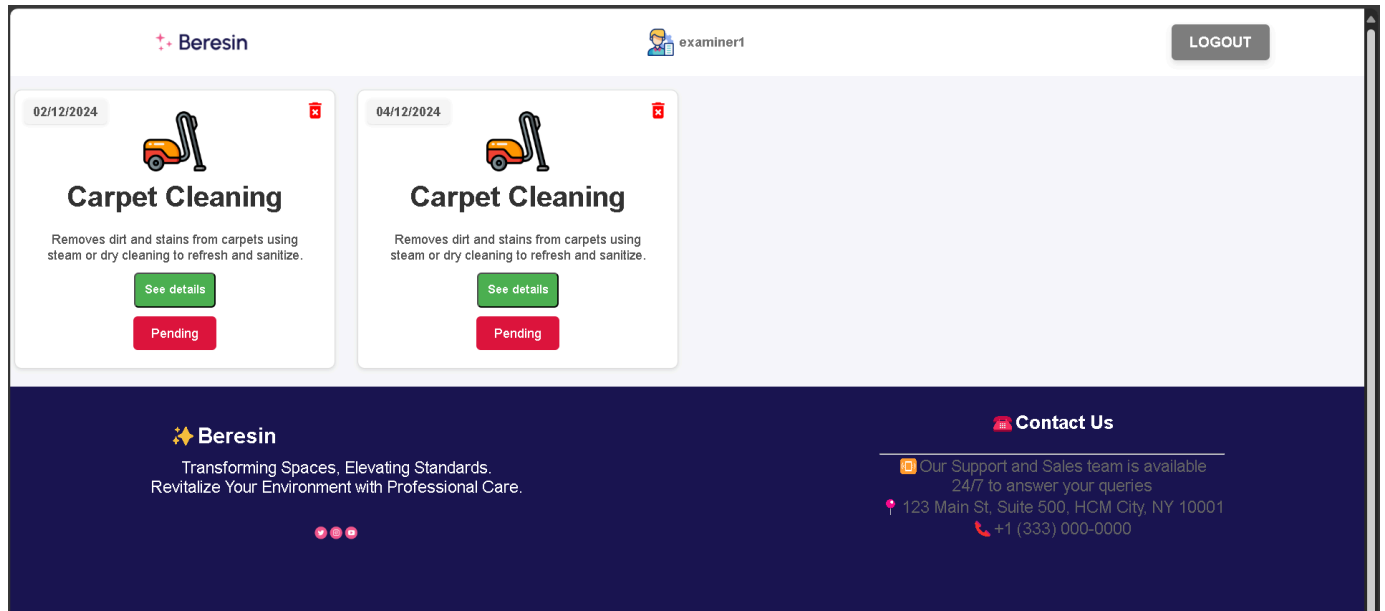 Beresin
examiner1
LOGOUT
02/12/2024
Carpet Cleaning
Removes dirt and stains from carpets using
steam or dry cleaning to refresh and sanitize.
See details
Pending
04/12/2024
Carpet Cleaning
Removes dirt and stains from carpets using
steam or dry cleaning to refresh and sanitize.
See details
Pending
Beresin
Transforming Spaces, Elevating Standards.
Revitalize Your Environment with Professional Care.
Contact Us
Our Support and Sales team is available
24/7 to answer your queries
123 Main St, Suite 500, HCM City, NY 10001
+1 (333) 000-0000